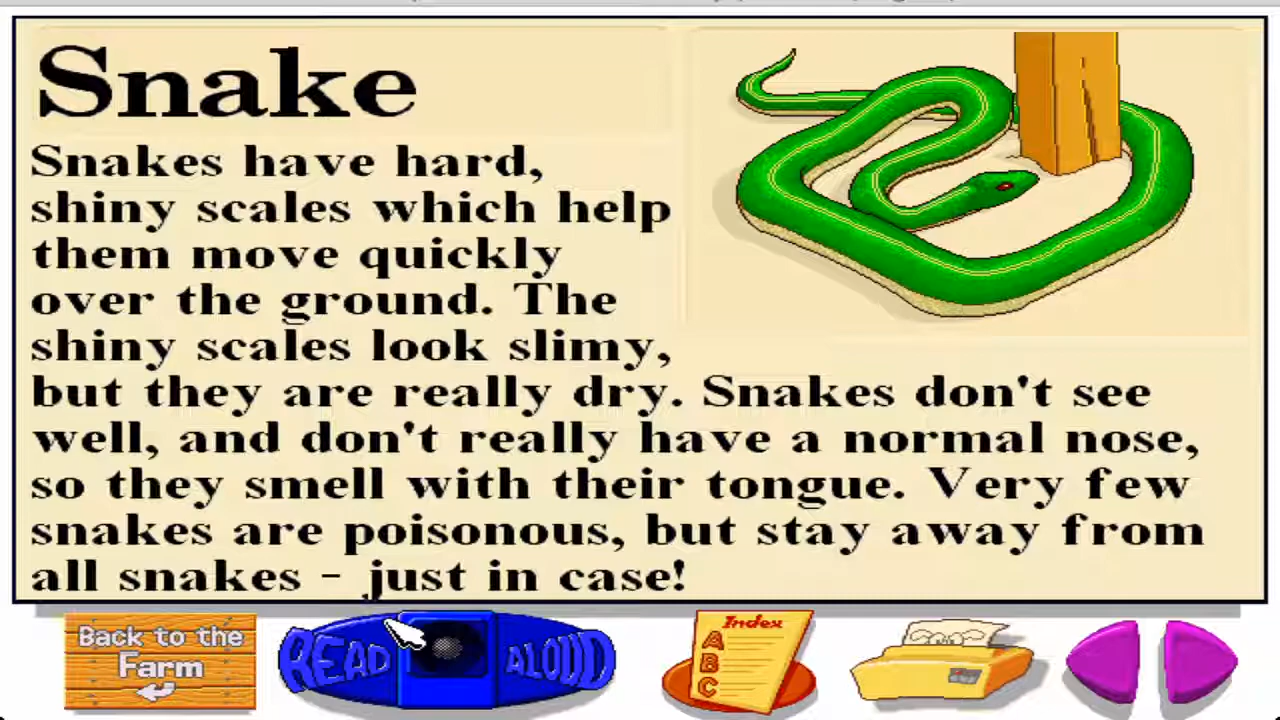 Snake
Snakes have hard,
shiny scales which help
them move quickly
over the ground. The
shiny scales look slimy,
but they are really dry. Snakes don't see
well, and don't really have a normal nose,
so they smell with their tongue. Very few
snakes are poisonous, but stay away from
all snakes - just in case!
Back to the
Farm
READ ALOUD
Index
A
B
C